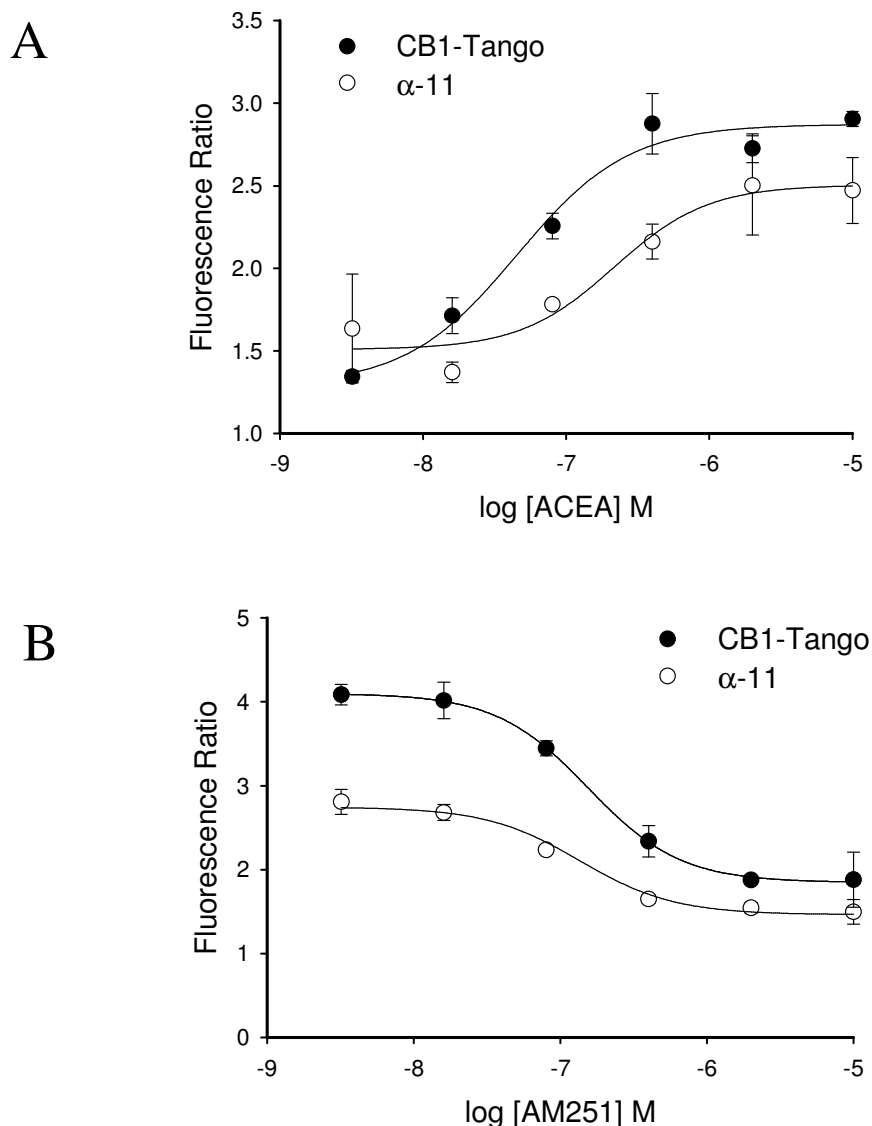 A
Fluorescence Ratio
3.5
3.0
2.5
2.0
1.5
1.0
CB1-Tango
α-11
-9 -8 -7 -6 -5
log [ACEA] M
B
Fluorescence Ratio
5
4
3
2
1
0
CB1-Tango
α-11
-9 -8 -7 -6 -5
log [AM251] M